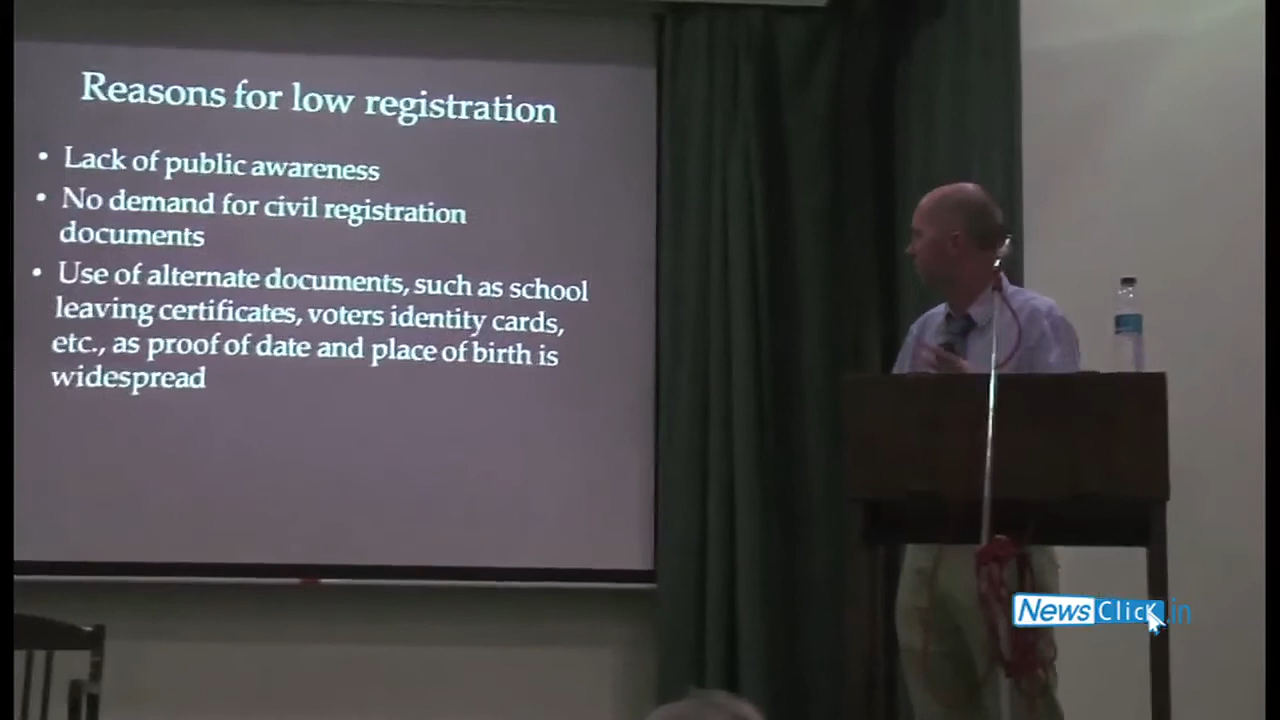 Reasons for low registration
• Lack of public awareness
• No demand for civil registration
documents
• Use of alternate documents, such as school
leaving certificates, voters identity cards,
etc., as proof of date and place of birth is
widespread
NewsClick.in